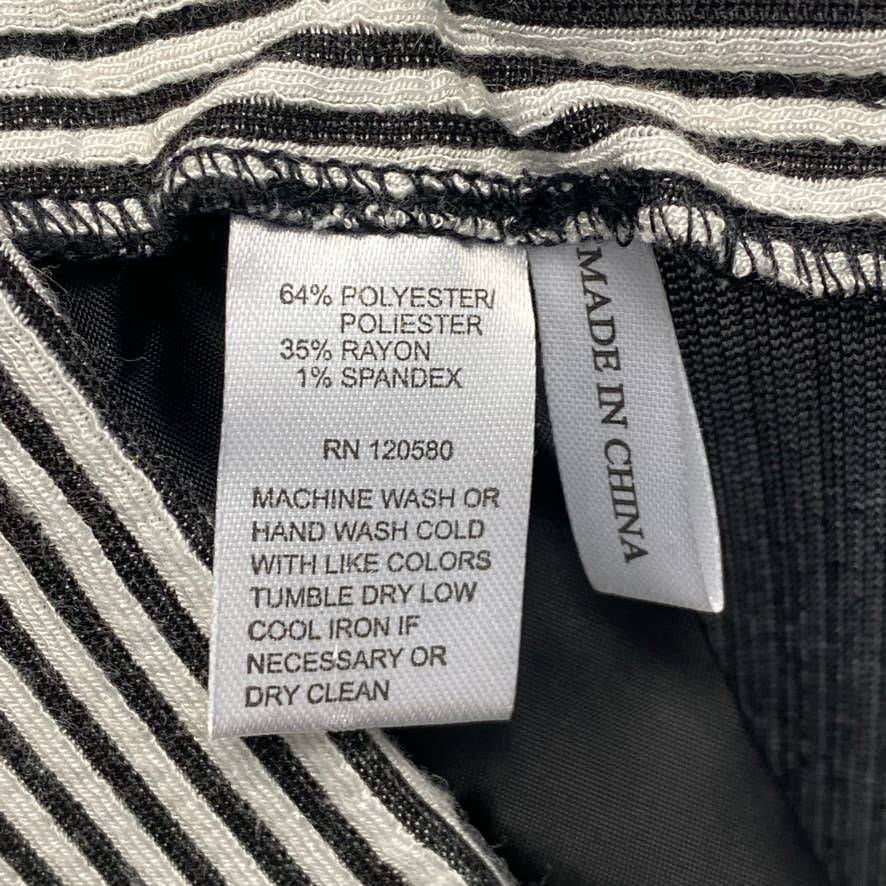 64% POLYESTER/
POLIESTER
35% RAYON
1% SPANDEX
RN 120580
MACHINE WASH OR
HAND WASH COLD
WITH LIKE COLORS
TUMBLE DRY LOW
COOL IRON IF
NECESSARY OR
DRY CLEAN
MADE IN CHINA